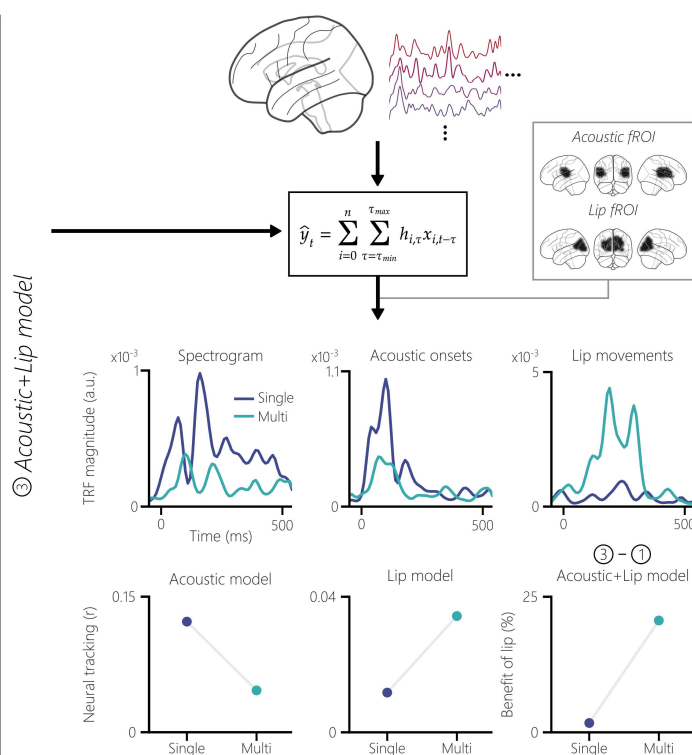 ③ Acoustic+Lip model
Acoustic fROI
Lip fROI
ŷ_t = ∑_{i=0}^{n} ∑_{τ=τ_min}^{τ_max} h_{i,τ} x_{i,t−τ}
Spectrogram
x10⁻³
1
0
TRF magnitude (a.u.)
Single
Multi
0
500
Time (ms)
Acoustic onsets
x10⁻³
1.1
0
0
500
Lip movements
x10⁻³
5
0
0
500
Acoustic model
0.15
0
Neural tracking (r)
Single
Multi
Lip model
0.04
0
Single
Multi
③ – ①
Acoustic+Lip model
25
0
Benefit of lip (%)
Single
Multi